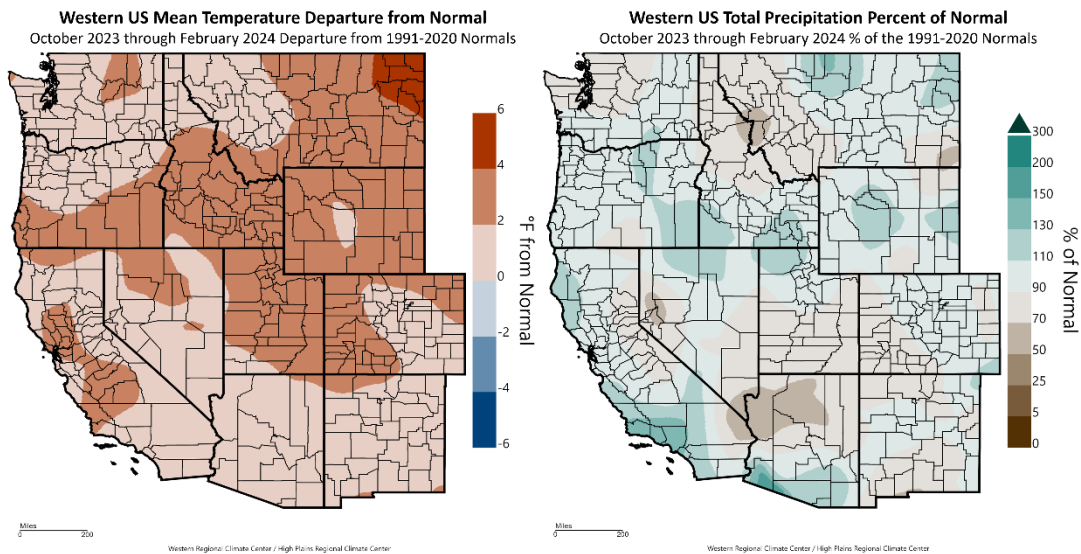 Western US Mean Temperature Departure from Normal
October 2023 through February 2024 Departure from 1991-2020 Normals
6
4
2
0
-2
-4
-6
°F from Normal
Miles
0 200
Western Regional Climate Center / High Plains Regional Climate Center
Western US Total Precipitation Percent of Normal
October 2023 through February 2024 % of the 1991-2020 Normals
300
200
150
130
110
90
70
50
25
5
0
% of Normal
Miles
0 200
Western Regional Climate Center / High Plains Regional Climate Center